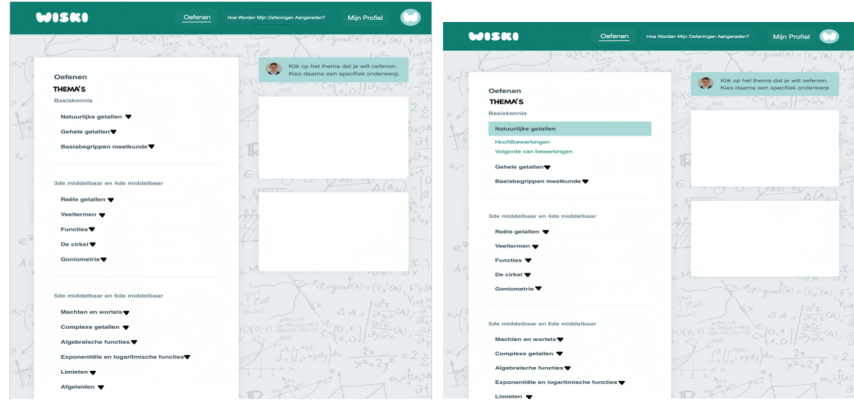 WISKI
Oefenen
Hoe Worden Mijn Oefeningen Aangeraden?
Mijn Profiel
Klik op het thema dat je wilt oefenen.
Kies daarna een specifiek onderwerp.
Oefenen
THEMA'S
Basiskennis
Natuurlijke getallen
Gehele getallen
Basisbegrippen meetkunde
3de middelbaar en 4de middelbaar
Reële getallen
Veeltermen
Functies
De cirkel
Goniometrie
5de middelbaar en 6de middelbaar
Machten en wortels
Complexe getallen
Algebraïsche functies
Exponentiële en logaritmische functies
Limieten
Afgeleiden
WISKI
Oefenen
Hoe Worden Mijn Oefeningen Aangeraden?
Mijn Profiel
Klik op het thema dat je wilt oefenen.
Kies daarna een specifiek onderwerp.
Oefenen
THEMA'S
Basiskennis
Natuurlijke getallen
Hoofdbewerkingen
Volgorde van bewerkingen
Gehele getallen
Basisbegrippen meetkunde
3de middelbaar en 4de middelbaar
Reële getallen
Veeltermen
Functies
De cirkel
Goniometrie
5de middelbaar en 6de middelbaar
Machten en wortels
Complexe getallen
Algebraïsche functies
Exponentiële en logaritmische functies
Limieten